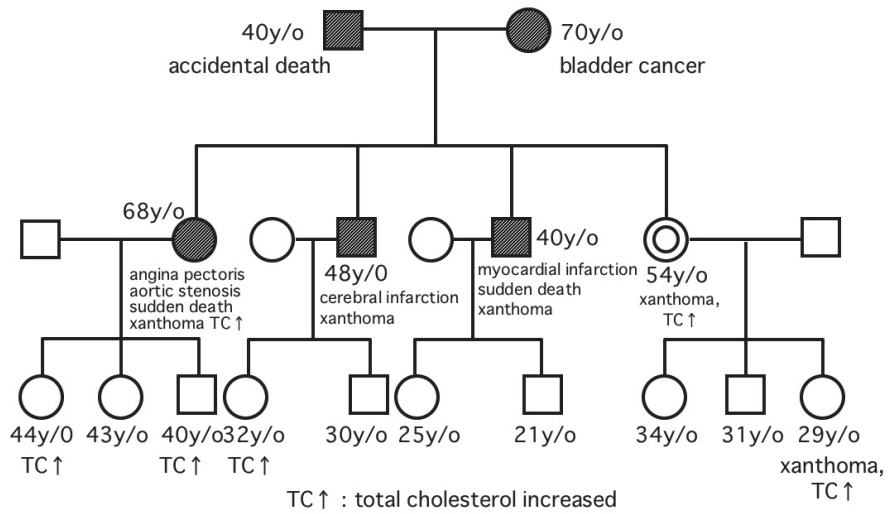 40y/o
accidental death
70y/o
bladder cancer
68y/o
angina pectoris
aortic stenosis
sudden death
xanthoma TC↑
48y/0
cerebral infarction
xanthoma
40y/o
myocardial infarction
sudden death
xanthoma
54y/o
xanthoma,
TC↑
44y/0
TC↑
43y/o
40y/o
TC↑
32y/o
TC↑
30y/o
25y/o
21y/o
34y/o
31y/o
29y/o
xanthoma,
TC↑
TC↑ : total cholesterol increased